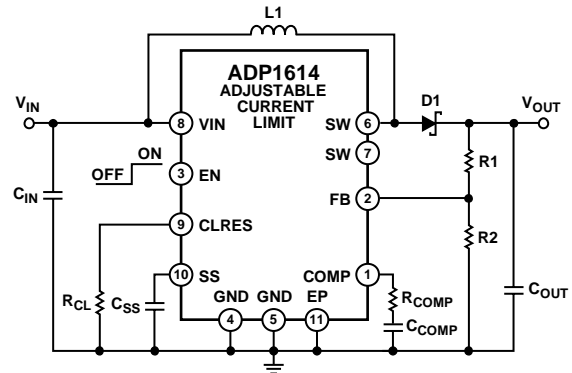 L1
ADP1614
ADJUSTABLE
CURRENT
LIMIT
VIN
VOUT
D1
8 VIN
SW 6
SW 7
ON
OFF
3 EN
R1
FB 2
CIN
9 CLRES
R2
10 SS
COMP 1
RCL
CSS
GND GND EP
4 5 11
RCOMP
CCOMP
COUT